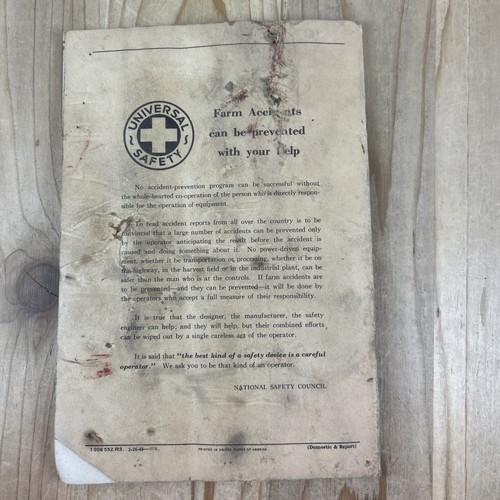 UNIVERSAL
SAFETY
Farm Accidents
can be prevented
with your help
No accident-prevention program can be successful without
the whole-hearted co-operation of the person who is directly respon-
sible for the operation of equipment.
To read accident reports from all over the country is to be
convinced that a large number of accidents can be prevented only
by the operator anticipating the result before the accident is
caused and doing something about it. No power-driven equip-
ment, whether it be transportation or processing, whether it be on
the highway, in the harvest field or in the industrial plant, can be
safer than the man who is at the controls. If farm accidents are
to be prevented—and they can be prevented—it will be done by
the operators who accept a full measure of their responsibility.
It is true that the designer, the manufacturer, the safety
engineer can help; and they will help, but their combined efforts
can be wiped out by a single careless act of the operator.
It is said that "the best kind of a safety device is a careful
operator." We ask you to be that kind of an operator.
NATIONAL SAFETY COUNCIL
1 008 552 R3.
PRINTED IN UNITED STATES OF AMERICA
(Domestic & Export)